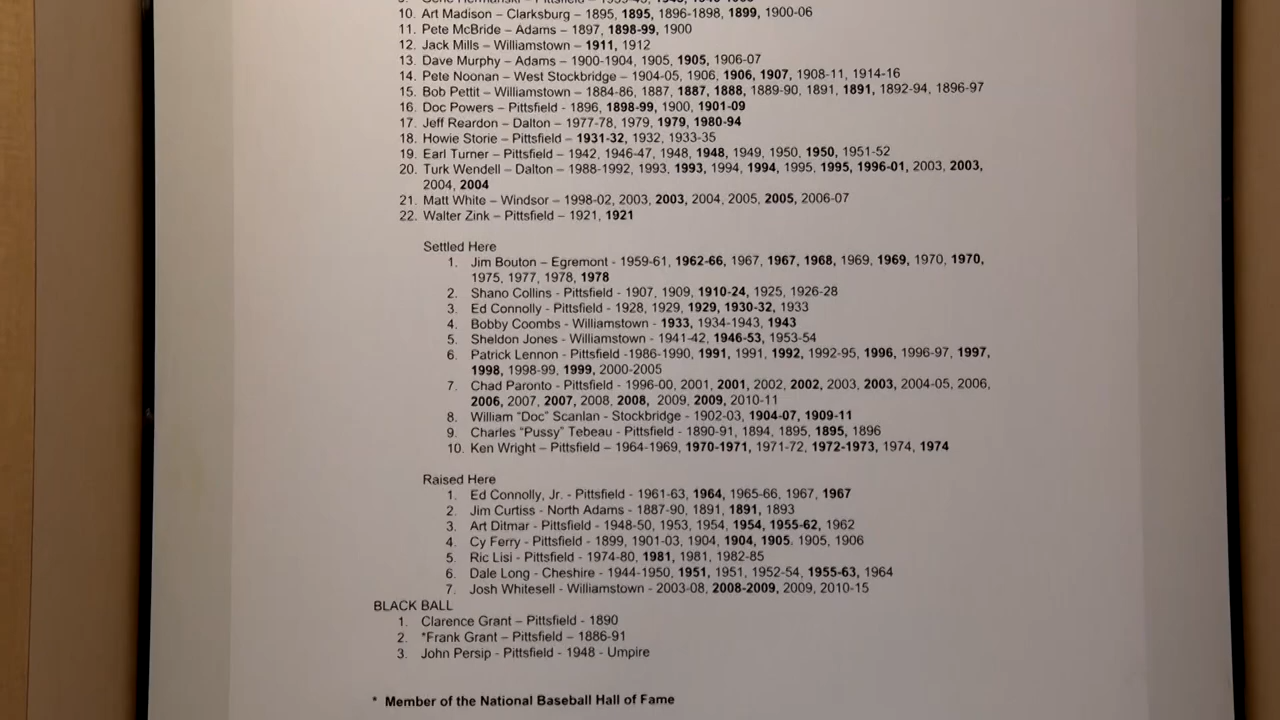 10. Art Madison – Clarksburg – 1895, 1895, 1896-1898, 1899, 1900-06
11. Pete McBride – Adams – 1897, 1898-99, 1900
12. Jack Mills – Williamstown – 1911, 1912
13. Dave Murphy – Adams – 1900-1904, 1905, 1905, 1906-07
14. Pete Noonan – West Stockbridge – 1904-05, 1906, 1906, 1907, 1908-11, 1914-16
15. Bob Pettit – Williamstown – 1884-86, 1887, 1887, 1888, 1889-90, 1891, 1891, 1892-94, 1896-97
16. Doc Powers – Pittsfield - 1896, 1898-99, 1900, 1901-09
17. Jeff Reardon – Dalton – 1977-78, 1979, 1979, 1980-94
18. Howie Storie – Pittsfield – 1931-32, 1932, 1933-35
19. Earl Turner – Pittsfield – 1942, 1946-47, 1948, 1948, 1949, 1950, 1950, 1951-52
20. Turk Wendell – Dalton – 1988-1992, 1993, 1993, 1994, 1994, 1995, 1995, 1996-01, 2003, 2003,
2004, 2004
21. Matt White – Windsor – 1998-02, 2003, 2003, 2004, 2005, 2005, 2006-07
22. Walter Zink – Pittsfield – 1921, 1921
Settled Here
1. Jim Bouton – Egremont - 1959-61, 1962-66, 1967, 1967, 1968, 1969, 1969, 1970, 1970,
1975, 1977, 1978, 1978
2. Shano Collins - Pittsfield - 1907, 1909, 1910-24, 1925, 1926-28
3. Ed Connolly - Pittsfield - 1928, 1929, 1929, 1930-32, 1933
4. Bobby Coombs - Williamstown - 1933, 1934-1943, 1943
5. Sheldon Jones - Williamstown - 1941-42, 1946-53, 1953-54
6. Patrick Lennon - Pittsfield -1986-1990, 1991, 1991, 1992, 1992-95, 1996, 1996-97, 1997,
1998, 1998-99, 1999, 2000-2005
7. Chad Paronto - Pittsfield - 1996-00, 2001, 2001, 2002, 2002, 2003, 2003, 2004-05, 2006,
2006, 2007, 2007, 2008, 2008, 2009, 2009, 2010-11
8. William "Doc" Scanlan - Stockbridge - 1902-03, 1904-07, 1909-11
9. Charles "Pussy" Tebeau - Pittsfield - 1890-91, 1894, 1895, 1895, 1896
10. Ken Wright – Pittsfield – 1964-1969, 1970-1971, 1971-72, 1972-1973, 1974, 1974
Raised Here
1. Ed Connolly, Jr. - Pittsfield - 1961-63, 1964, 1965-66, 1967, 1967
2. Jim Curtiss - North Adams - 1887-90, 1891, 1891, 1893
3. Art Ditmar - Pittsfield - 1948-50, 1953, 1954, 1954, 1955-62, 1962
4. Cy Ferry - Pittsfield - 1899, 1901-03, 1904, 1904, 1905. 1905, 1906
5. Ric Lisi - Pittsfield - 1974-80, 1981, 1981, 1982-85
6. Dale Long - Cheshire - 1944-1950, 1951, 1951, 1952-54, 1955-63, 1964
7. Josh Whitesell - Williamstown - 2003-08, 2008-2009, 2009, 2010-15
BLACK BALL
1. Clarence Grant – Pittsfield - 1890
2. *Frank Grant – Pittsfield – 1886-91
3. John Persip - Pittsfield - 1948 - Umpire
* Member of the National Baseball Hall of Fame